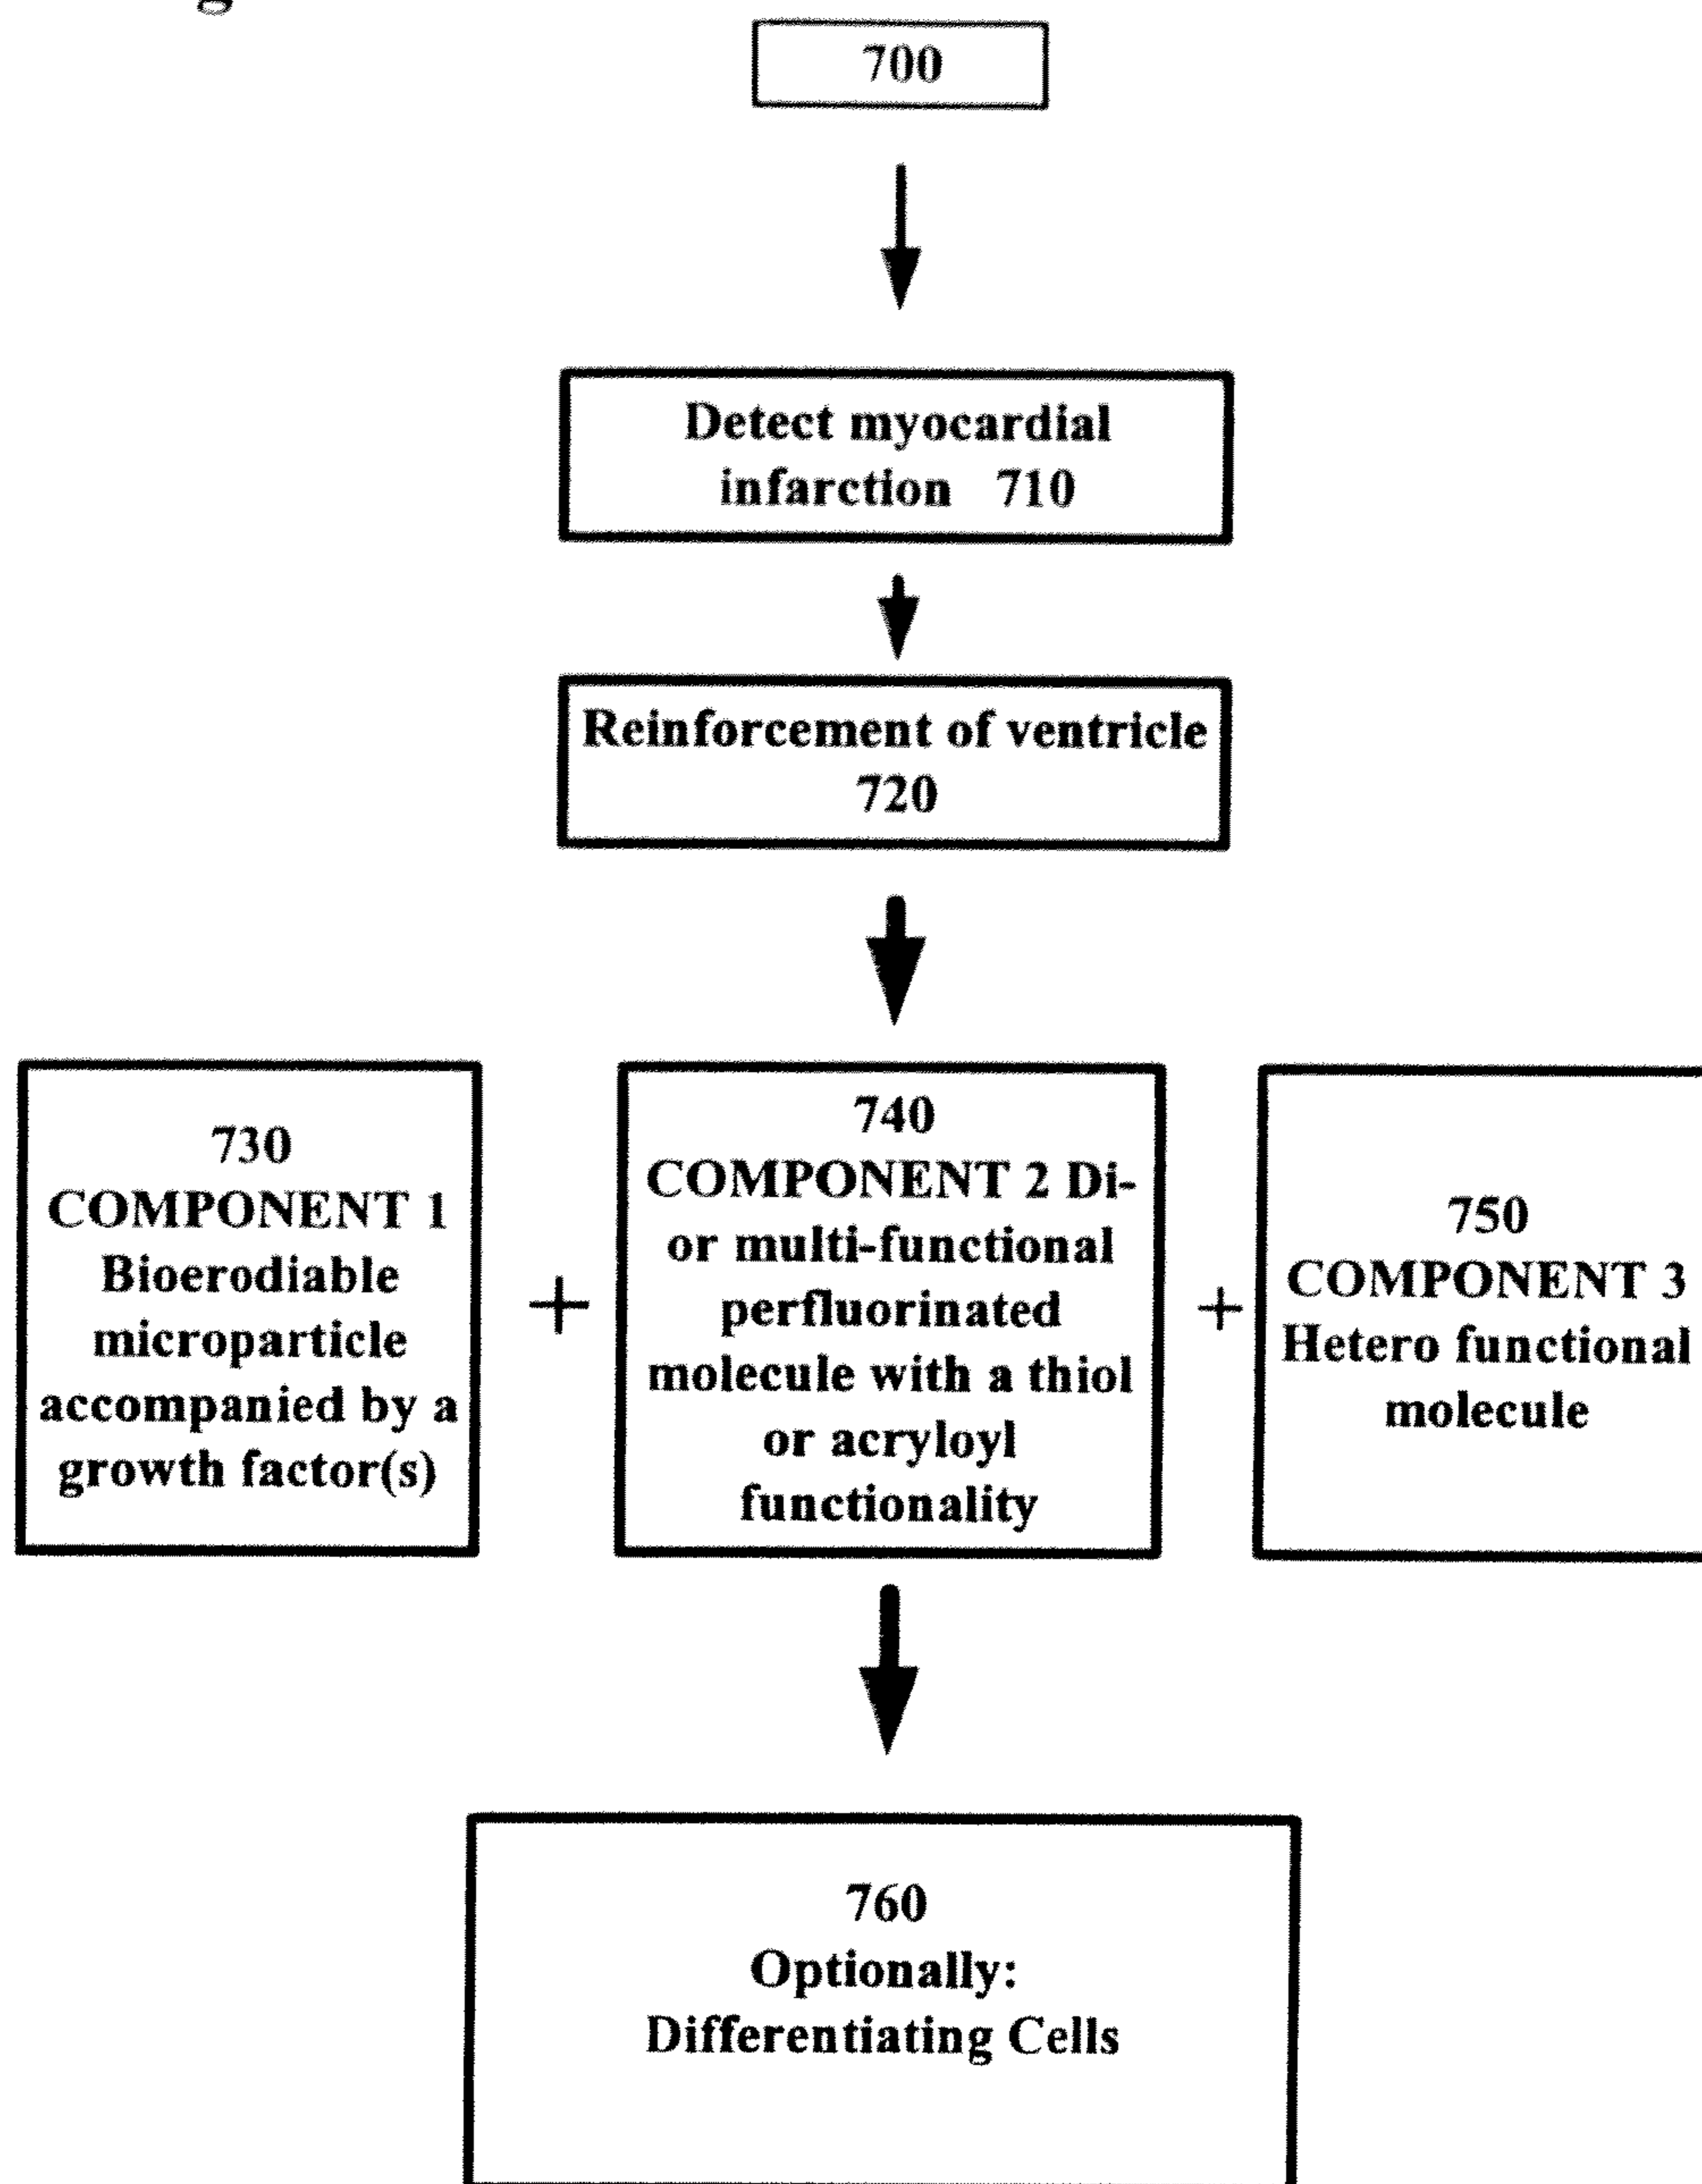 700
Detect myocardial
infarction 710
Reinforcement of ventricle
720
730
COMPONENT 1
Bioerodiable
microparticle
accompanied by a
growth factor(s)
+
740
COMPONENT 2 Di-
or multi-functional
perfluorinated
molecule with a thiol
or acryloyl
functionality
+
750
COMPONENT 3
Hetero functional
molecule
760
Optionally:
Differentiating Cells